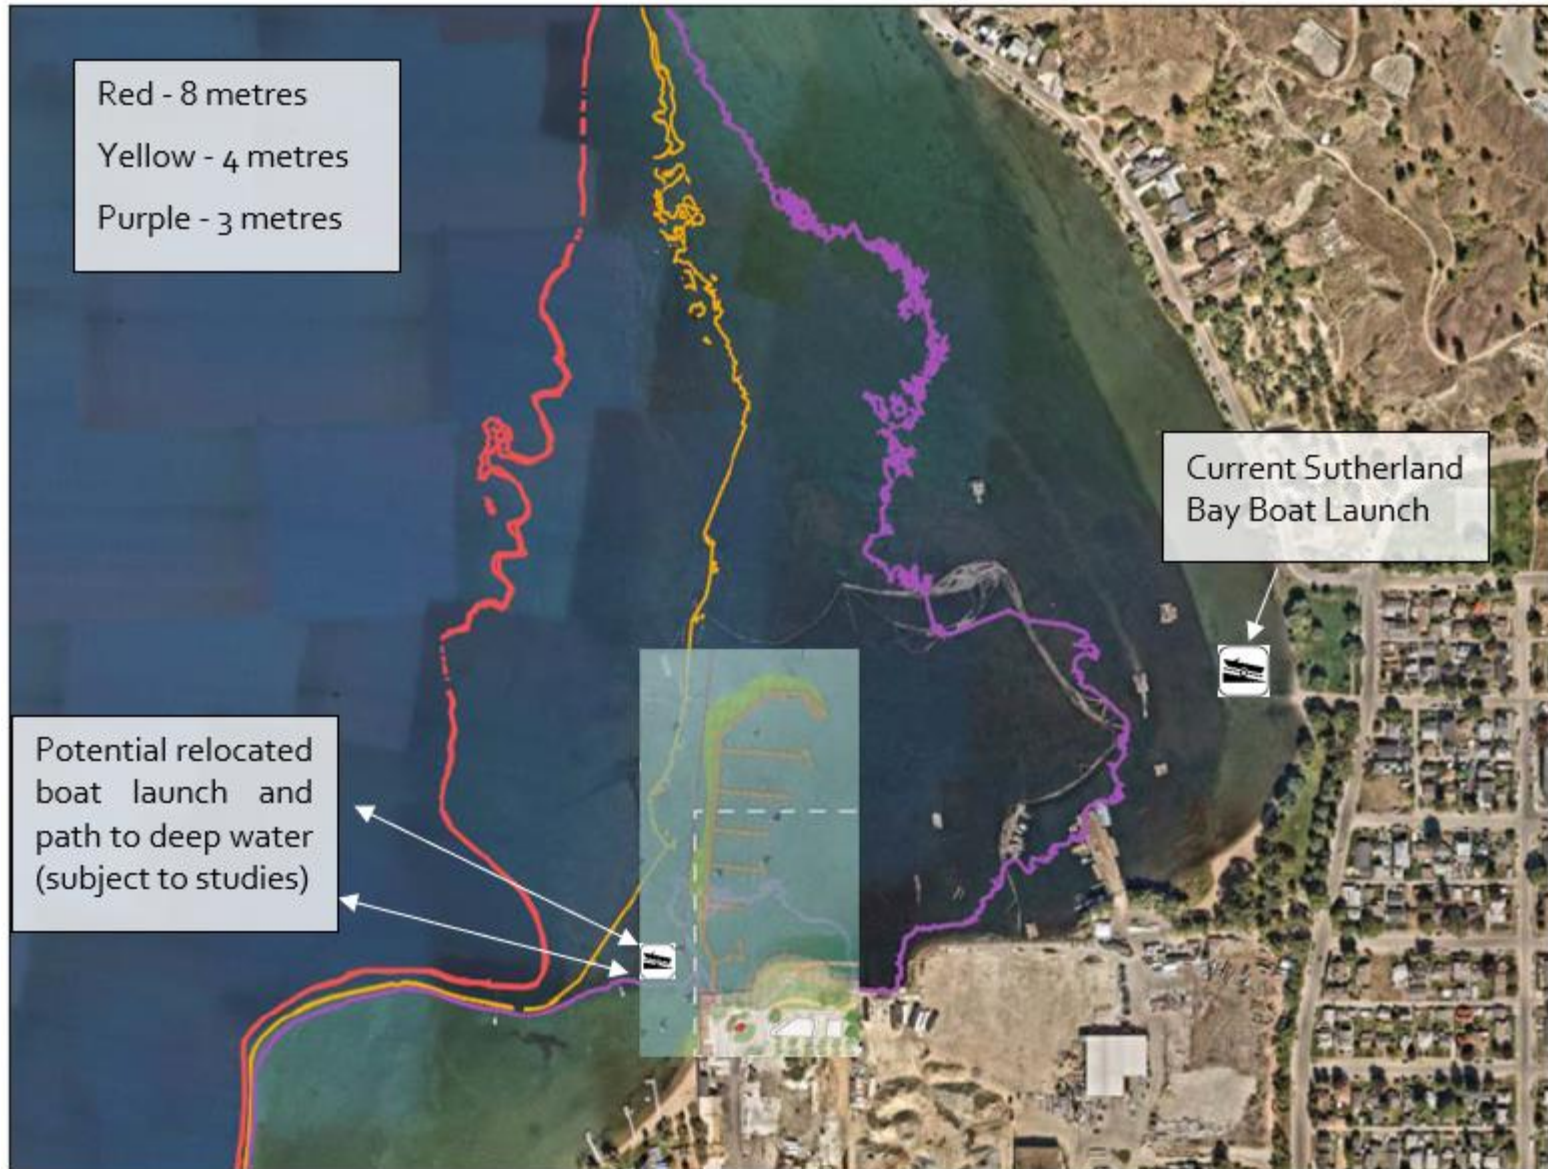 Red - 8 metres
Yellow - 4 metres
Purple - 3 metres
Current Sutherland
Bay Boat Launch
Potential relocated
boat launch and
path to deep water
(subject to studies)